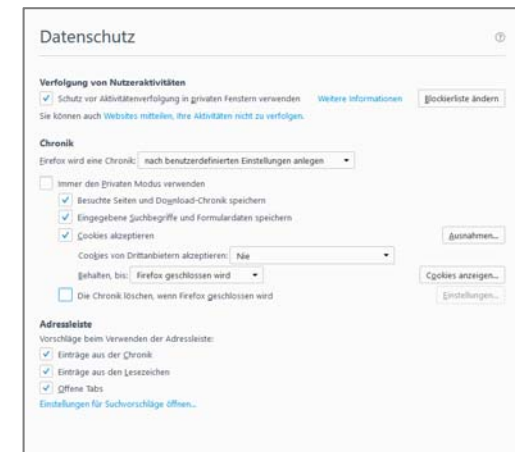 Datenschutz
Verfolgung von Nutzeraktivitäten
Schutz vor Aktivitätenverfolgung in privaten Fenstern verwenden Weitere Informationen Blockierliste ändern
Sie können auch Websites mitteilen, Ihre Aktivitäten nicht zu verfolgen.
Chronik
Firefox wird eine Chronik: nach benutzerdefinierten Einstellungen anlegen
Immer den Privaten Modus verwenden
Besuchte Seiten und Download-Chronik speichern
Eingegebene Suchbegriffe und Formulardaten speichern
Cookies akzeptieren Ausnahmen...
Cookies von Drittanbietern akzeptieren: Nie
Behalten, bis: Firefox geschlossen wird Cookies anzeigen...
Die Chronik löschen, wenn Firefox geschlossen wird Einstellungen...
Adressleiste
Vorschläge beim Verwenden der Adressleiste:
Einträge aus der Chronik
Einträge aus den Lesezeichen
Offene Tabs
Einstellungen für Suchvorschläge öffnen...